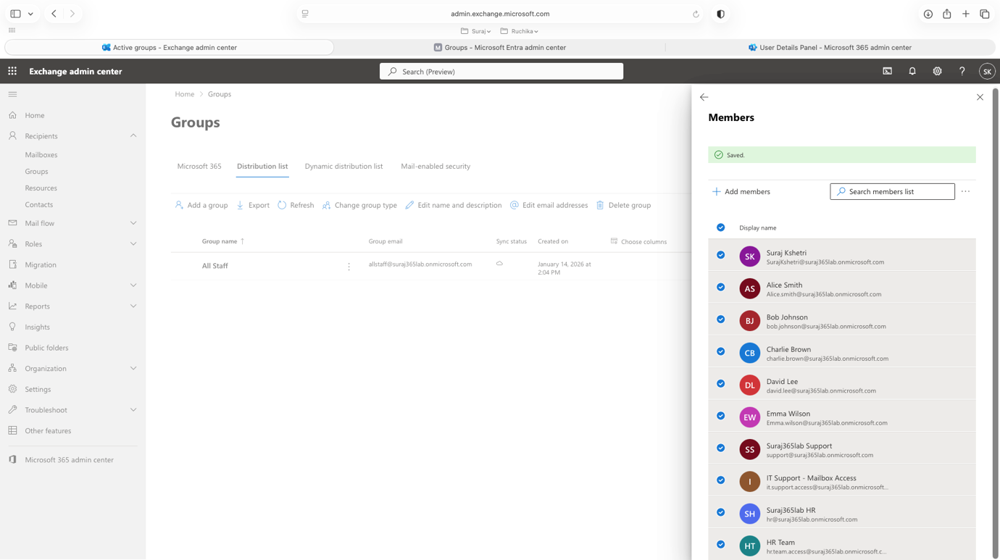 admin.exchange.microsoft.com
Suraj
Ruchika
Active groups - Exchange admin center
M Groups - Microsoft Entra admin center
User Details Panel - Microsoft 365 admin center
Exchange admin center
Search (Preview)
SK
Home
Recipients
Mailboxes
Groups
Resources
Contacts
Mail flow
Roles
Migration
Mobile
Reports
Insights
Public folders
Organization
Settings
Troubleshoot
Other features
Microsoft 365 admin center
Home > Groups
Groups
Microsoft 365 Distribution list Dynamic distribution list Mail-enabled security
Add a group Export Refresh Change group type Edit name and description Edit email addresses Delete group
Group name ↑ Group email Sync status Created on Choose columns
All Staff allstaff@suraj365lab.onmicrosoft.com January 14, 2026 at
2:04 PM
Members
Saved.
Add members Search members list
Display name
SK Suraj Kshetri
SurajKshetri@suraj365lab.onmicrosoft.com
AS Alice Smith
Alice.smith@suraj365lab.onmicrosoft.com
BJ Bob Johnson
bob.johnson@suraj365lab.onmicrosoft.com
CB Charlie Brown
charlie.brown@suraj365lab.onmicrosoft.com
DL David Lee
david.lee@suraj365lab.onmicrosoft.com
EW Emma Wilson
Emma.wilson@suraj365lab.onmicrosoft.com
SS Suraj365lab Support
support@suraj365lab.onmicrosoft.com
I IT Support - Mailbox Access
it.support.access@suraj365lab.onmicrosoft...
SH Suraj365lab HR
hr@suraj365lab.onmicrosoft.com
HT HR Team
hr.team.access@suraj365lab.onmicrosoft.c...